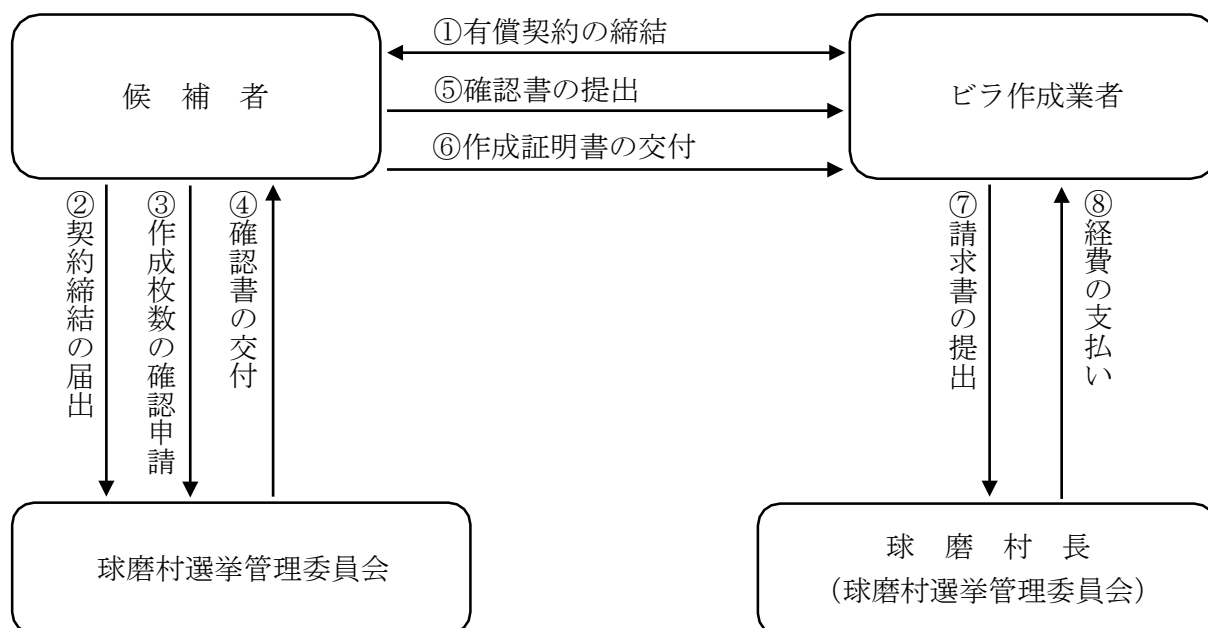 ①有償契約の締結
候　補　者
⑤確認書の提出
ビラ作成業者
⑥作成証明書の交付
②契約締結の届出
③作成枚数の確認申請
④確認書の交付
⑦請求書の提出
⑧経費の支払い
球磨村選挙管理委員会
球　磨　村　長
（球磨村選挙管理委員会）